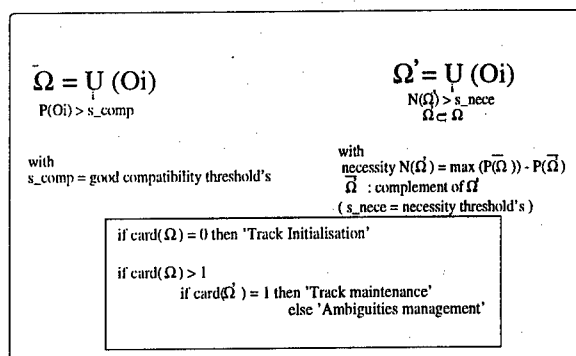 Ω̄ = U (Oi)
i
P(Oi) > s_comp
with
s_comp = good compatibility threshold's
Ω' = U (Oi)
i
N(Ω') > s_nece
Ω' ⊂ Ω
with
necessity N(Ω') = max (P(Ω̄)) - P(Ω̄')
Ω̄' : complement of Ω'
( s_nece = necessity threshold's )
if card(Ω) = 0 then 'Track Initialisation'
if card(Ω) > 1
if card(Ω') = 1 then 'Track maintenance'
else 'Ambiguities management'